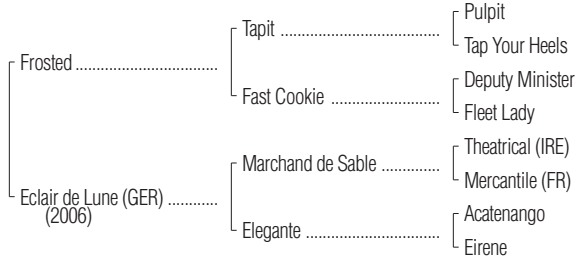 Pulpit
Tapit ..............................
Tap Your Heels
Frosted ................................
Deputy Minister
Fast Cookie ........................
Fleet Lady
Theatrical (IRE)
Marchand de Sable .............
Mercantile (FR)
Eclair de Lune (GER) ...........
(2006)
Acatenango
Elegante ..............................
Eirene